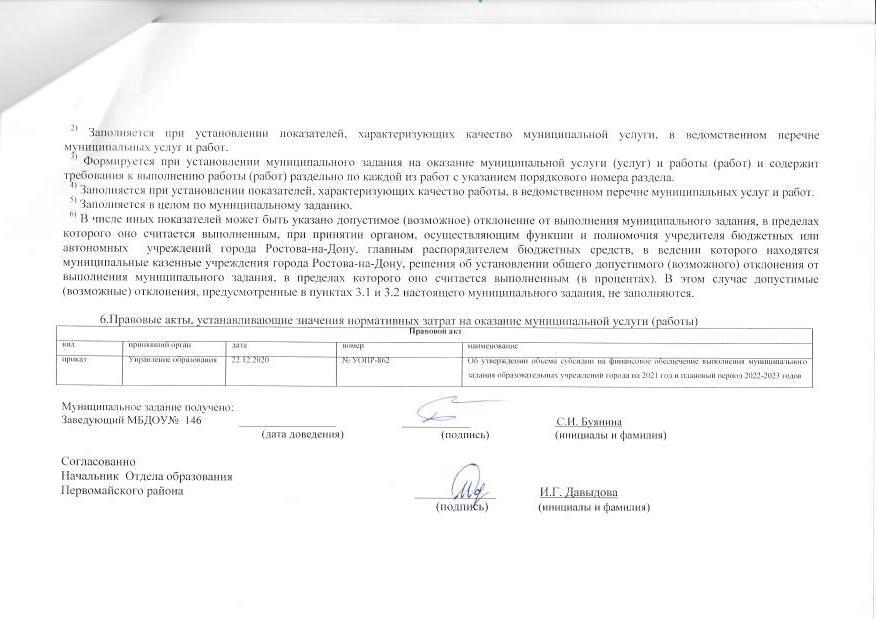 2) Заполняется при установлении показателей, характеризующих качество муниципальной услуги, в ведомственном перечне
муниципальных услуг и работ.
3) Формируется при установлении муниципального задания на оказание муниципальной услуги (услуг) и работы (работ) и содержит
требования к выполнению работы (работ) раздельно по каждой из работ с указанием порядкового номера раздела.
4) Заполняется при установлении показателей, характеризующих качество работы, в ведомственном перечне муниципальных услуг и работ.
5) Заполняется в целом по муниципальному заданию.
6) В числе иных показателей может быть указано допустимое (возможное) отклонение от выполнения муниципального задания, в пределах
которого оно считается выполненным, при принятии органом, осуществляющим функции и полномочия учредителя бюджетных или
автономных учреждений города Ростова-на-Дону, главным распорядителем бюджетных средств, в ведении которого находятся
муниципальные казенные учреждения города Ростова-на-Дону, решения об установлении общего допустимого (возможного) отклонения от
выполнения муниципального задания, в пределах которого оно считается выполненным (в процентах). В этом случае допустимые
(возможные) отклонения, предусмотренные в пунктах 3.1 и 3.2 настоящего муниципального задания, не заполняются.
6.Правовые акты, устанавливающие значения нормативных затрат на оказание муниципальной услуги (работы)
Правовой акт
вид принявший орган дата номер наименование
приказ Управление образования 22.12.2020 № УОПР-862 Об утверждении объема субсидии на финансовое обеспечение выполнения муниципального
задания образовательных учреждений города на 2021 год и плановый период 2022-2023 годов
Муниципальное задание получено:
Заведующий МБДОУ№ 146 С.И. Буянина
(дата доведения) (подпись) (инициалы и фамилия)
Согласованно
Начальник Отдела образования
Первомайского района И.Г. Давыдова
(подпись) (инициалы и фамилия)